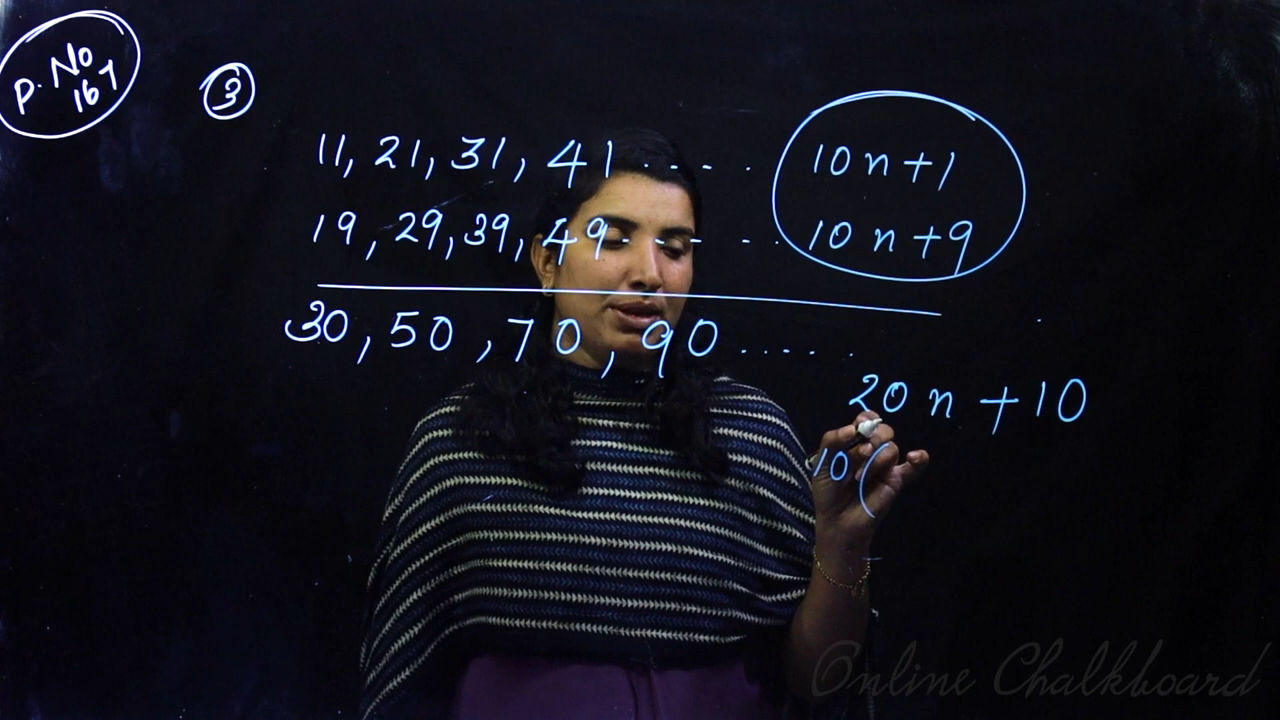 P. No
167
3
11, 21, 31, 41 . - - - . 10n+1
19, 29, 39, 49 - - - - - . . 10n+9
30, 50, 70, 90 ......
20n + 10
10(
Online Chalkboard